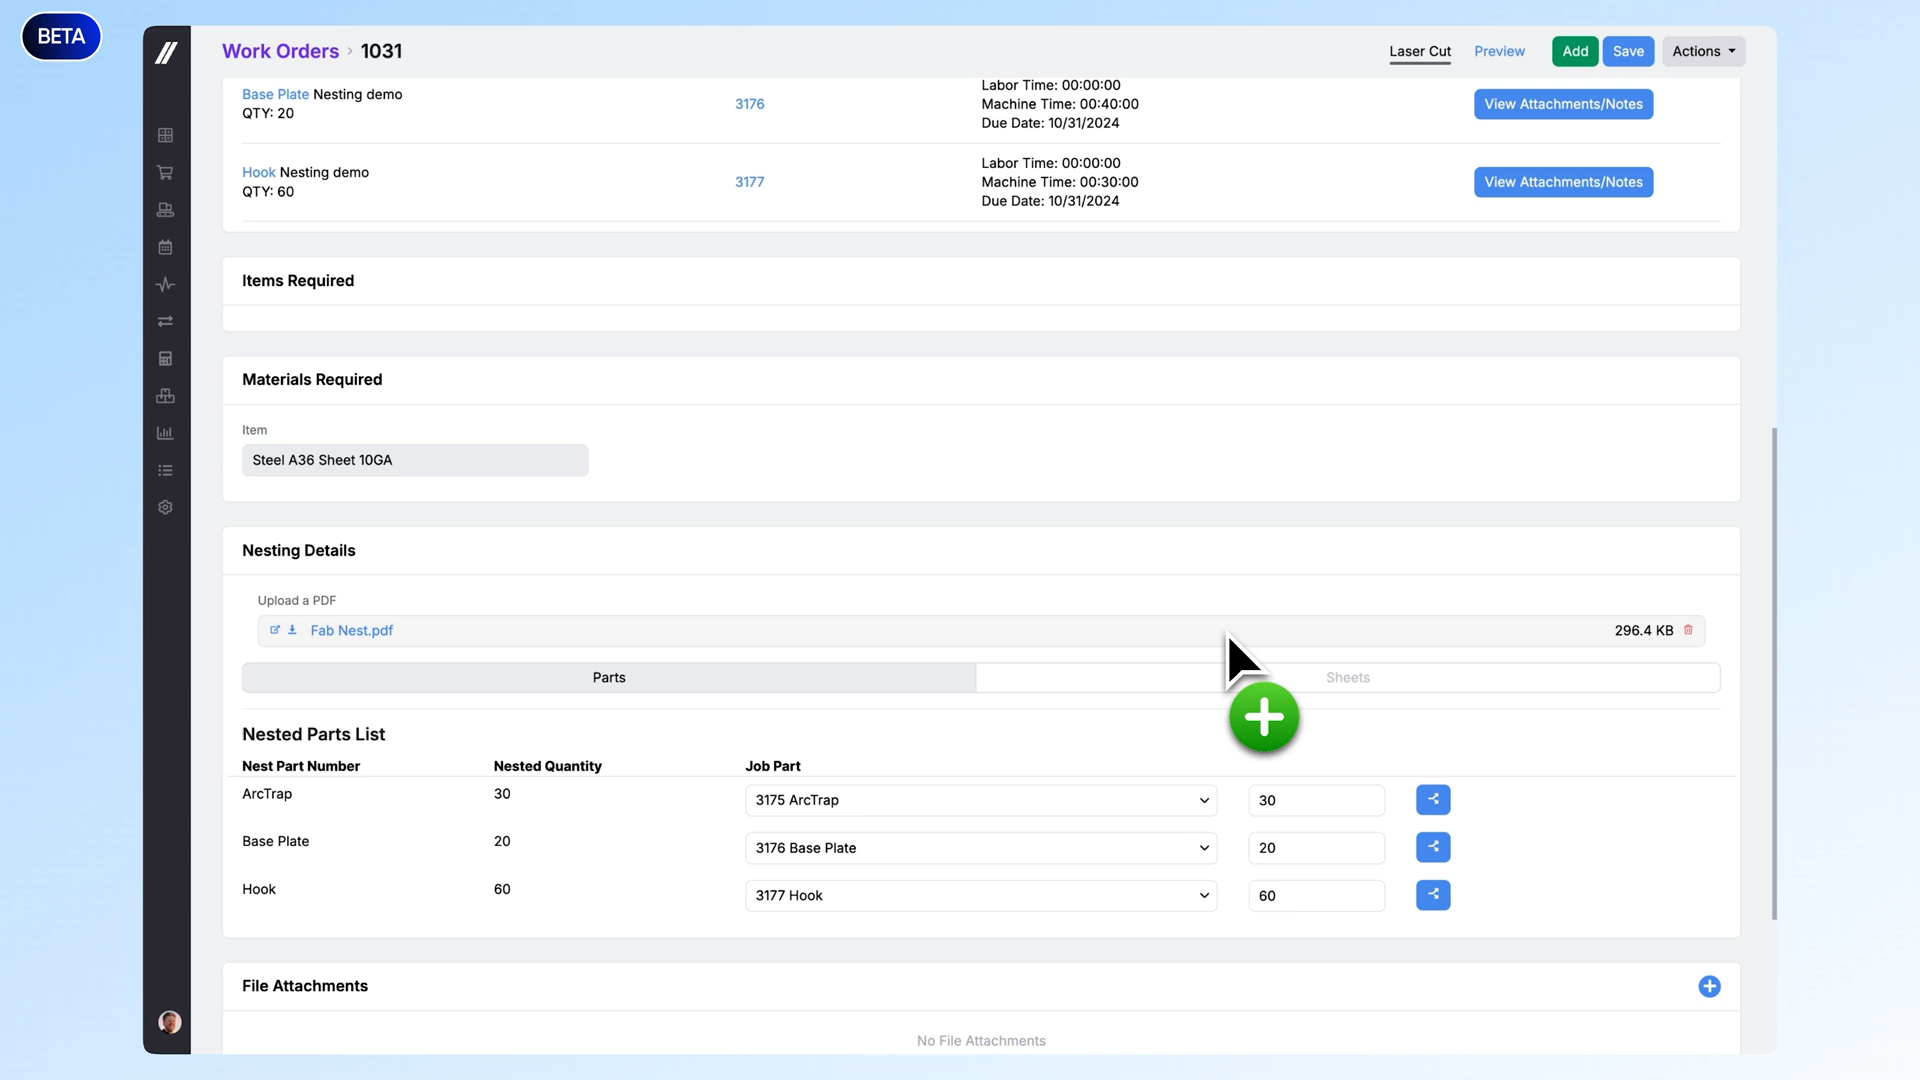 BETA
Work Orders › 1031
Laser Cut
Preview
Add
Save
Actions
Base Plate Nesting demo
QTY: 20
3176
Labor Time: 00:00:00
Machine Time: 00:40:00
Due Date: 10/31/2024
View Attachments/Notes
Hook Nesting demo
QTY: 60
3177
Labor Time: 00:00:00
Machine Time: 00:30:00
Due Date: 10/31/2024
View Attachments/Notes
Items Required
Materials Required
Item
Steel A36 Sheet 10GA
Nesting Details
Upload a PDF
Fab Nest.pdf
296.4 KB
Parts
Sheets
Nested Parts List
Nest Part Number
Nested Quantity
Job Part
ArcTrap
30
3175 ArcTrap
30
Base Plate
20
3176 Base Plate
20
Hook
60
3177 Hook
60
File Attachments
No File Attachments